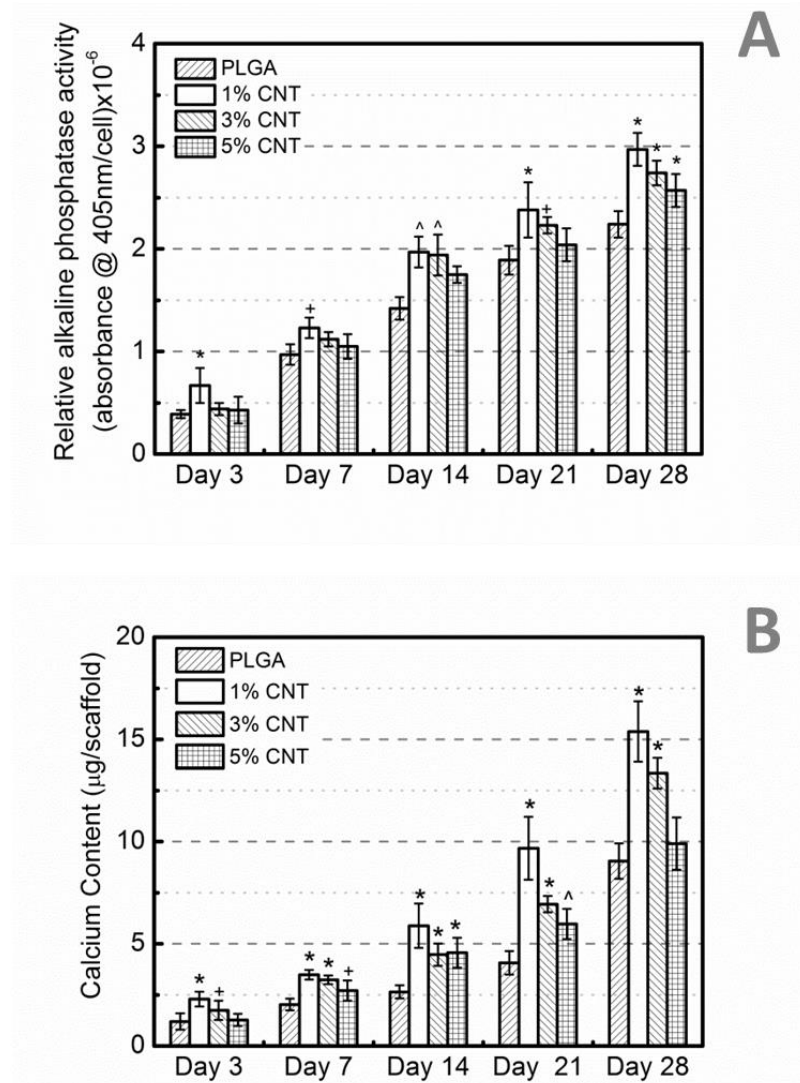 A
Relative alkaline phosphatase activity
(absorbance @ 405nm/cell)x10⁻⁶
4
3
2
1
0
PLGA
1% CNT
3% CNT
5% CNT
*
+
^ ^
* +
* * *
Day 3 Day 7 Day 14 Day 21 Day 28
B
Calcium Content (μg/scaffold)
20
15
10
5
0
PLGA
1% CNT
3% CNT
5% CNT
* +
* * +
* * *
* * ^
* *
Day 3 Day 7 Day 14 Day 21 Day 28